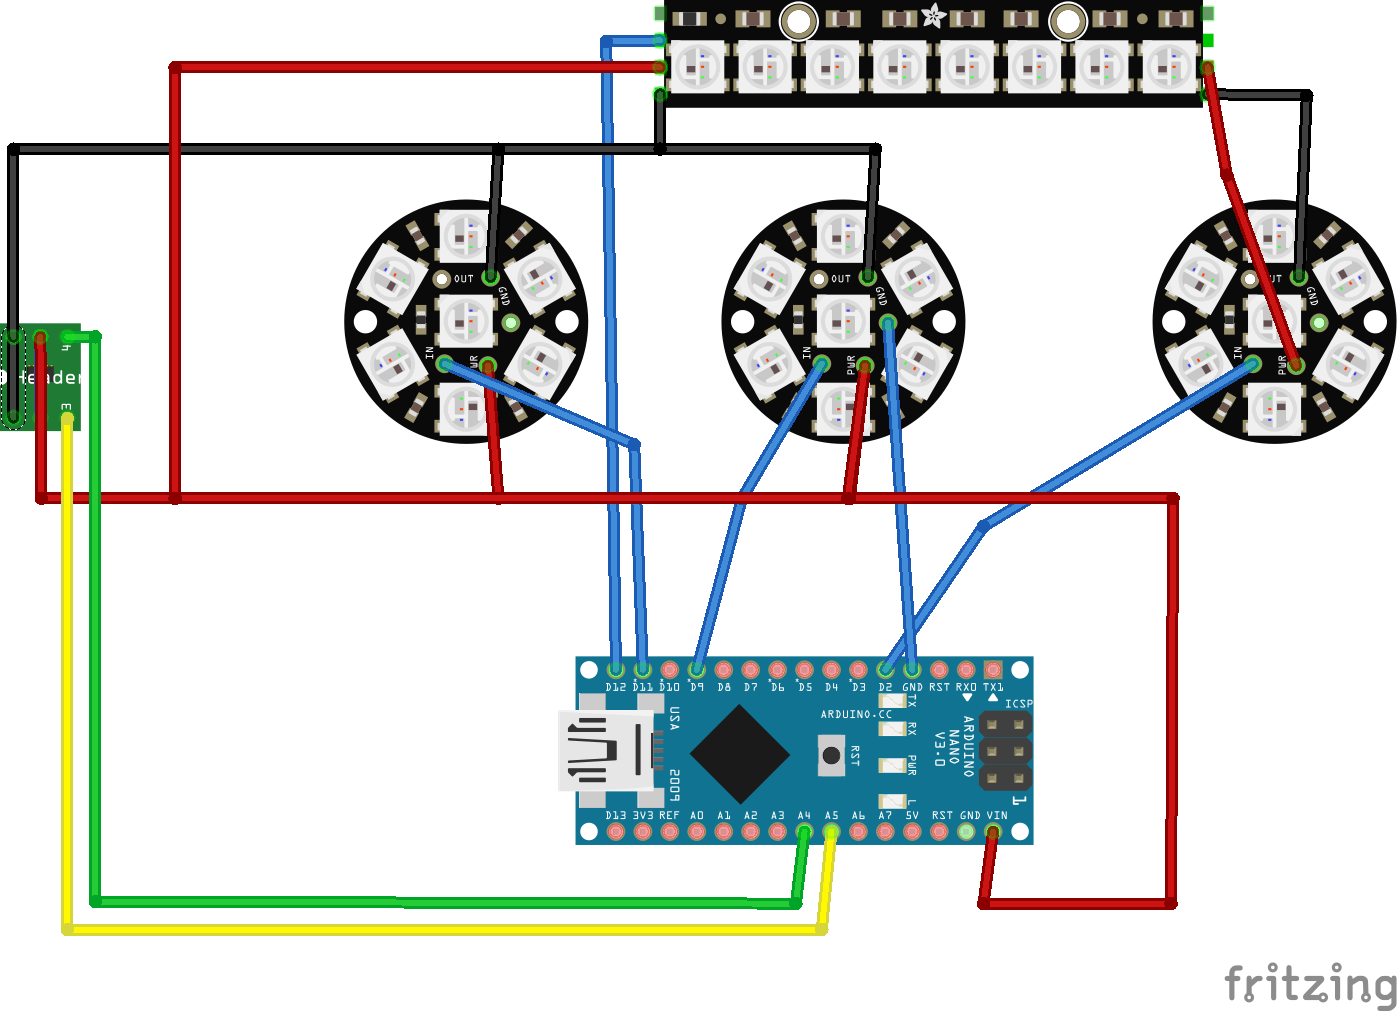 OUT
GND
IN
PWR
OUT
GND
IN
PWR
UT
GND
IN
PWR
4
Header
3
D12 D11 D10 D9 D8 D7 D6 D5 D4 D3 D2 GND RST RX0 TX1
ICSP
TX
ARDUINO.CC
RX
USA
RST
ARDUINO
NANO
V3.0
PWR
2009
L
1
D13 3V3 REF A0 A1 A2 A3 A4 A5 A6 A7 5V RST GND VIN
fritzing